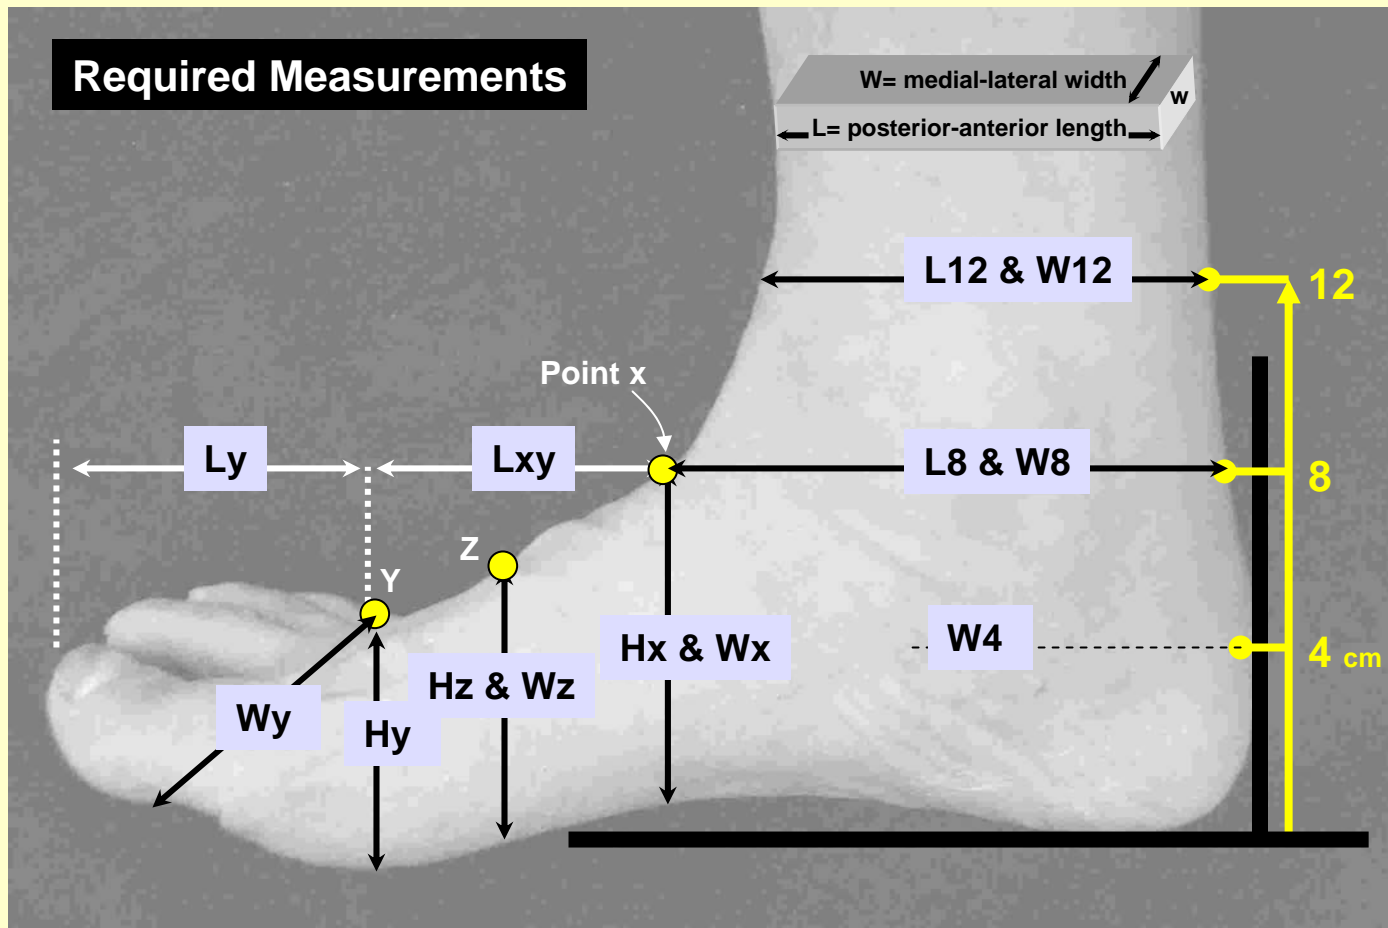 Required Measurements
W= medial-lateral width
w
L= posterior-anterior length
L12 & W12
12
Point x
Ly
Lxy
L8 & W8
8
Z
Y
W4
4 cm
Hx & Wx
Hz & Wz
Wy
Hy